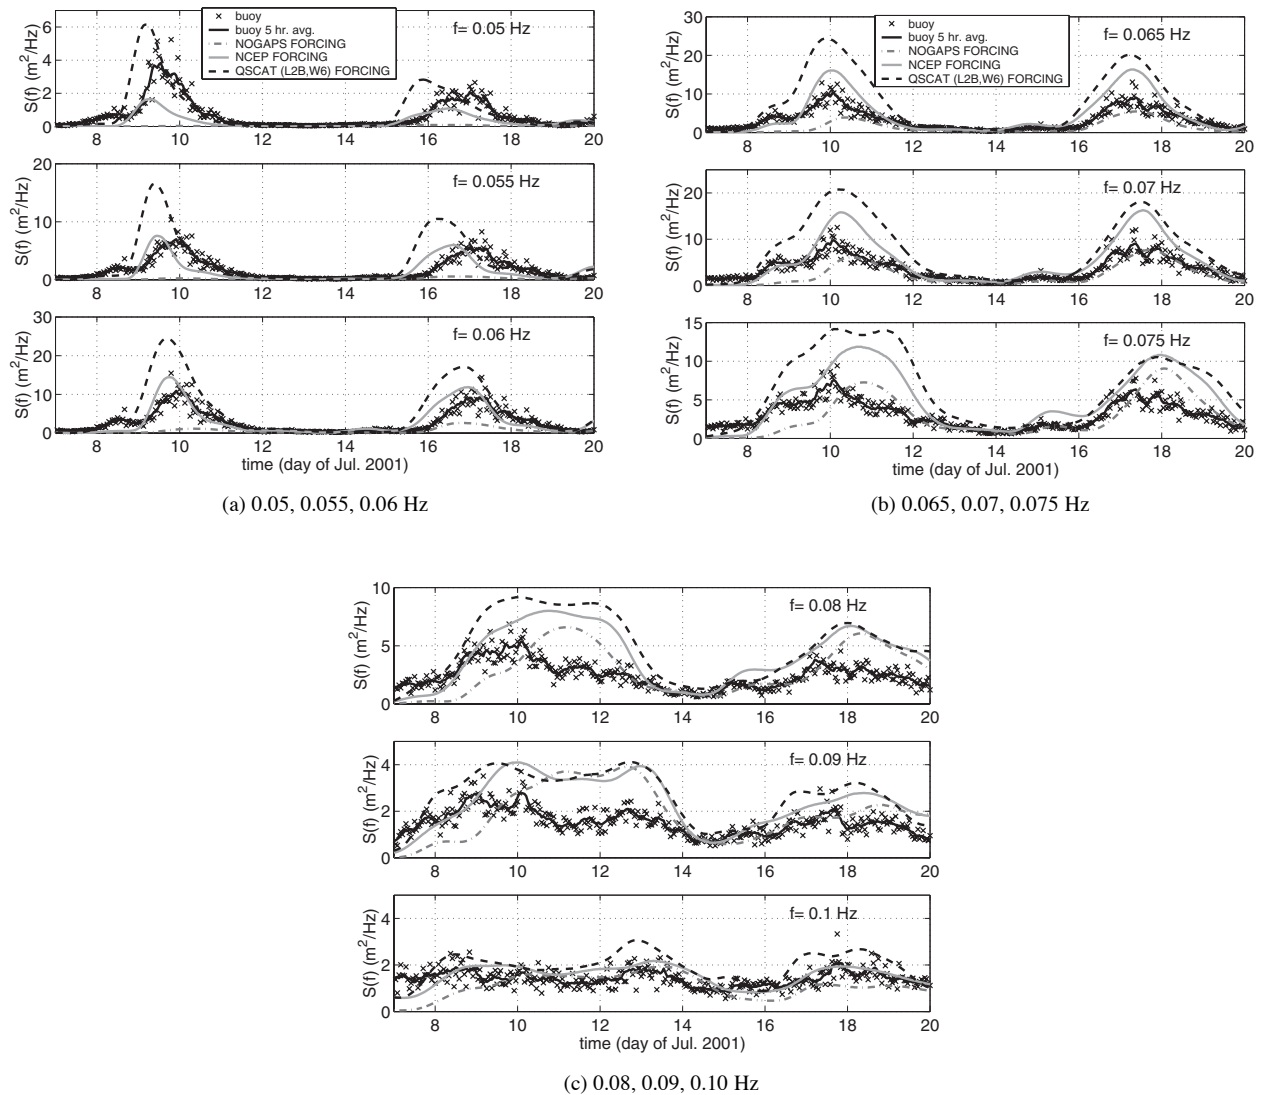 buoy
buoy 5 hr. avg.
NOGAPS FORCING
NCEP FORCING
QSCAT (L2B,W6) FORCING
f= 0.05 Hz
S(f) (m²/Hz)
6
4
2
0
8 10 12 14 16 18 20
f= 0.055 Hz
S(f) (m²/Hz)
20
10
0
8 10 12 14 16 18 20
f= 0.06 Hz
S(f) (m²/Hz)
30
20
10
0
8 10 12 14 16 18 20
time (day of Jul. 2001)
(a) 0.05, 0.055, 0.06 Hz
buoy
buoy 5 hr. avg.
NOGAPS FORCING
NCEP FORCING
QSCAT (L2B,W6) FORCING
f= 0.065 Hz
S(f) (m²/Hz)
30
20
10
0
8 10 12 14 16 18 20
f= 0.07 Hz
S(f) (m²/Hz)
20
10
0
8 10 12 14 16 18 20
f= 0.075 Hz
S(f) (m²/Hz)
15
10
5
0
8 10 12 14 16 18 20
time (day of Jul. 2001)
(b) 0.065, 0.07, 0.075 Hz
f= 0.08 Hz
S(f) (m²/Hz)
10
5
0
8 10 12 14 16 18 20
f= 0.09 Hz
S(f) (m²/Hz)
4
2
0
8 10 12 14 16 18 20
f= 0.1 Hz
S(f) (m²/Hz)
4
2
0
8 10 12 14 16 18 20
time (day of Jul. 2001)
(c) 0.08, 0.09, 0.10 Hz